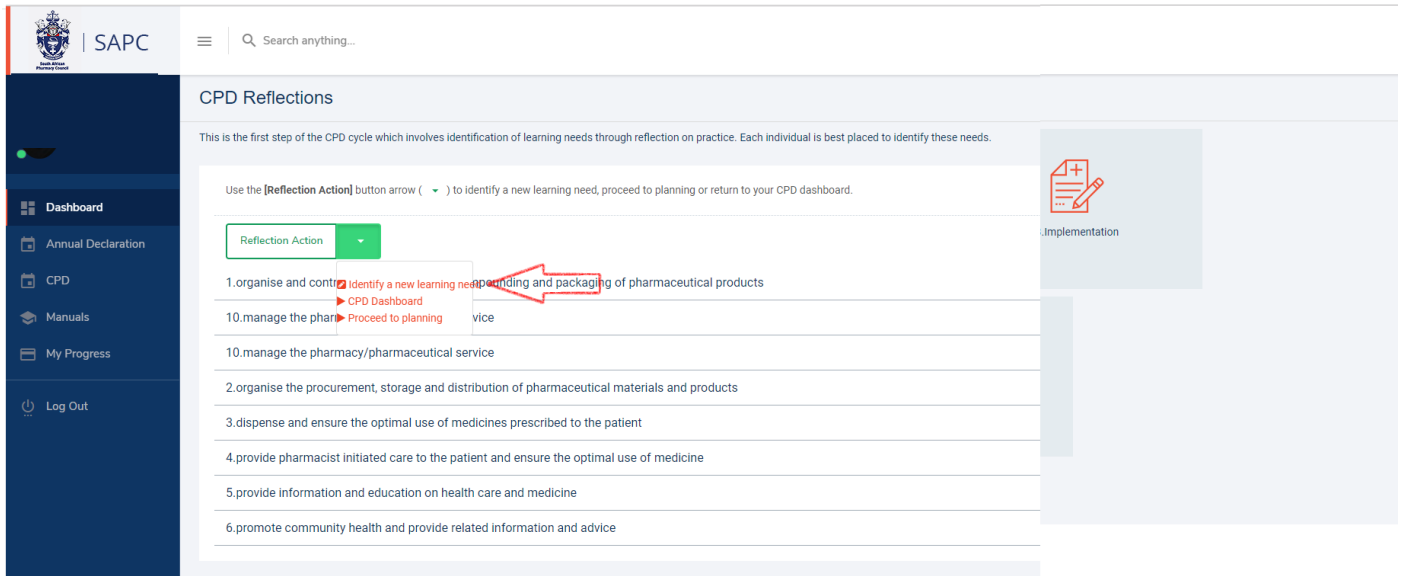 South African
Pharmacy Council
| SAPC
Search anything...
CPD Reflections
This is the first step of the CPD cycle which involves identification of learning needs through reflection on practice. Each individual is best placed to identify these needs.
Use the [Reflection Action] button arrow ( ) to identify a new learning need, proceed to planning or return to your CPD dashboard.
Reflection Action
Identify a new learning need
CPD Dashboard
Proceed to planning
1.organise and contr pounding and packaging of pharmaceutical products
10.manage the phar vice
10.manage the pharmacy/pharmaceutical service
2.organise the procurement, storage and distribution of pharmaceutical materials and products
3.dispense and ensure the optimal use of medicines prescribed to the patient
4.provide pharmacist initiated care to the patient and ensure the optimal use of medicine
5.provide information and education on health care and medicine
6.promote community health and provide related information and advice
Dashboard
Annual Declaration
CPD
Manuals
My Progress
Log Out
.Implementation